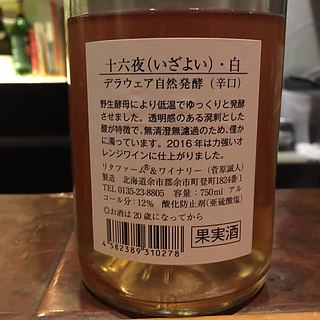 十六夜(いざよい)・白
デラウェア自然発酵(辛口)
野生酵母により低温でゆっくりと発酵
させました。透明感のある溌剌とした
酸が特徴で、無清澄無濾過のため、僅か
に濁っています。2016年は力強いオ
レンジワインに仕上がりました。
リタファーム®&ワイナリー(菅原誠人)
製造 北海道余市郡余市町登町1824番1
TEL 0135-23-8805 容量:750ml アル
コール分:12% 酸化防止剤(亜硫酸塩)
◎お酒は20歳になってから
果実酒
4582389310278